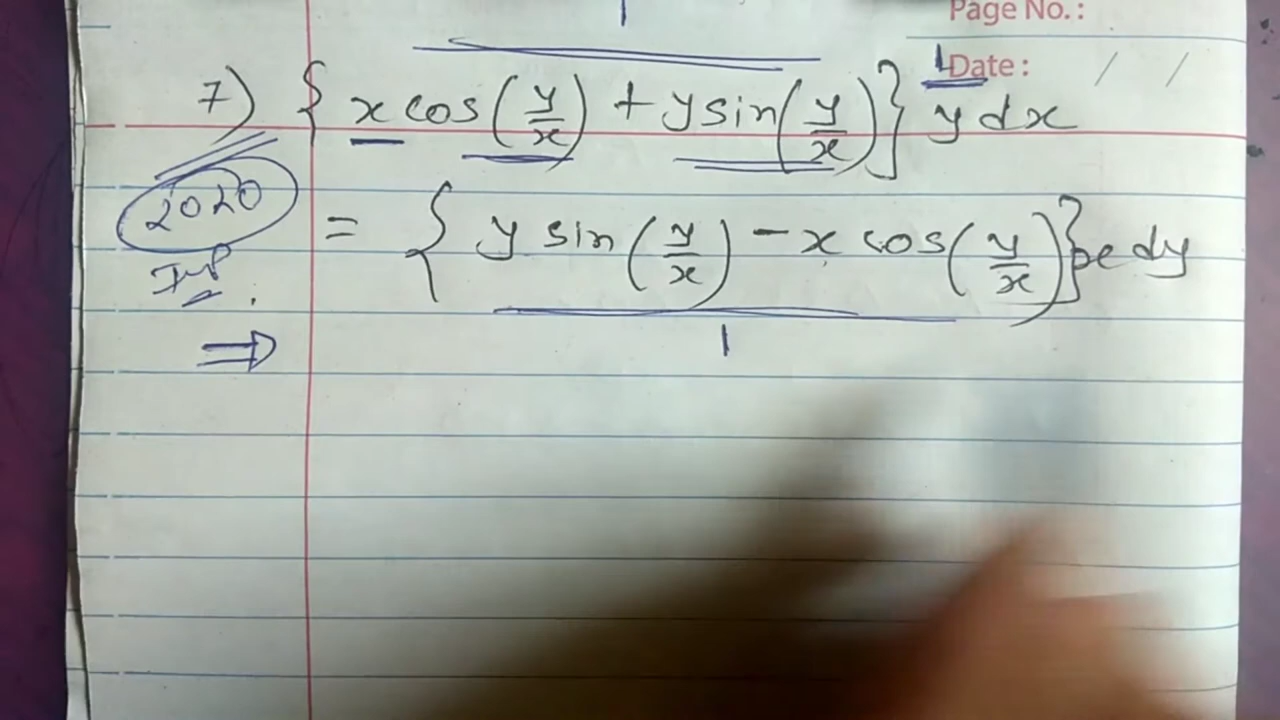 Page No. :
Date : / /
7) { x cos(y/x) + y sin(y/x) } y dx
2020
= { y sin(y/x) - x cos(y/x) } x dy
Imp.
⇒